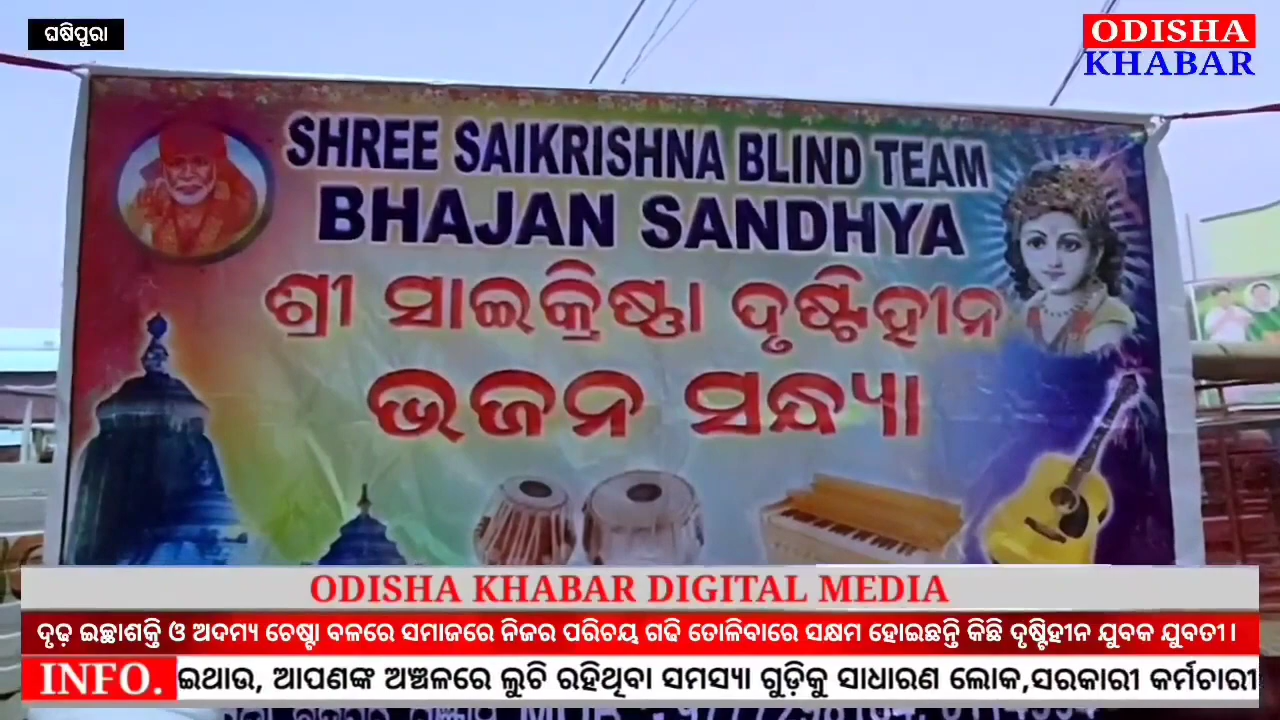 ଘଷିପୁରା
ODISHA
KHABAR
SHREE SAIKRISHNA BLIND TEAM
BHAJAN SANDHYA
ଶ୍ରୀ ସାଇକ୍ରିଷ୍ଣା ଦୃଷ୍ଟିହୀନ
ଭଜନ ସନ୍ଧ୍ୟା
ODISHA KHABAR DIGITAL MEDIA
ଦୃଢ଼ ଇଚ୍ଛାଶକ୍ତି ଓ ଅଦମ୍ୟ ଚେଷ୍ଟା ବଳରେ ସମାଜରେ ନିଜର ପରିଚୟ ଗଢି ତୋଳିବାରେ ସକ୍ଷମ ହୋଇଛନ୍ତି କିଛି ଦୃଷ୍ଟିହୀନ ଯୁବକ ଯୁବତୀ।
INFO. ଇଥାଉ, ଆପଣଙ୍କ ଅଞ୍ଚଳରେ ଲୁଚି ରହିଥିବା ସମସ୍ୟା ଗୁଡ଼ିକୁ ସାଧାରଣ ଲୋକ,ସରକାରୀ କର୍ମଚାରୀ